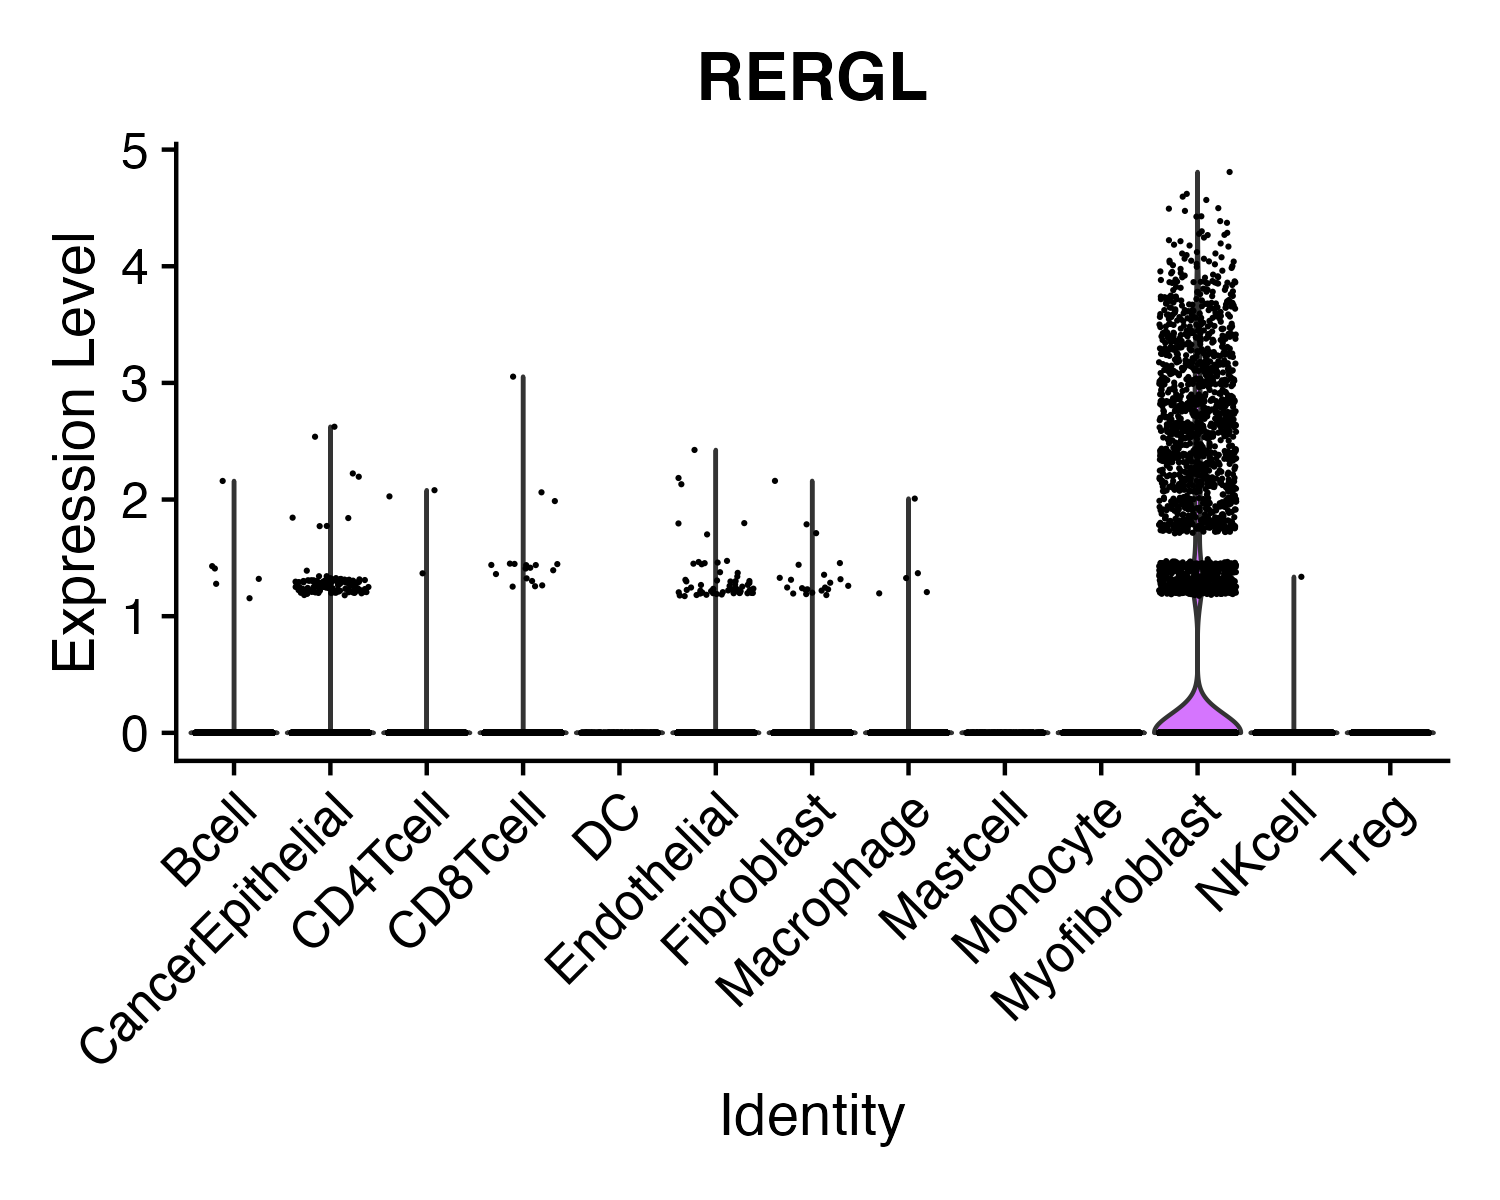 RERGL
Expression Level
5
4
3
2
1
0
Bcell
CancerEpithelial
CD4Tcell
CD8Tcell
DC
Endothelial
Fibroblast
Macrophage
Mastcell
Monocyte
Myofibroblast
NKcell
Treg
Identity